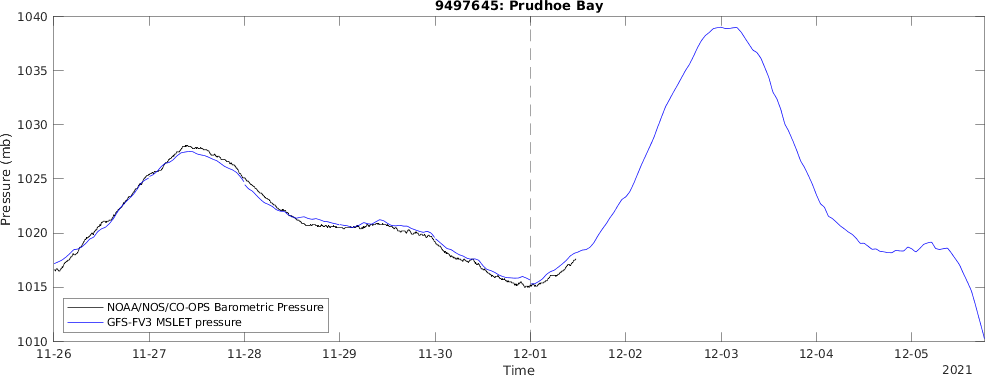 9497645: Prudhoe Bay
1040
1035
1030
1025
1020
1015
1010
Pressure (mb)
NOAA/NOS/CO-OPS Barometric Pressure
GFS-FV3 MSLET pressure
11-26 11-27 11-28 11-29 11-30 12-01 12-02 12-03 12-04 12-05
Time
2021